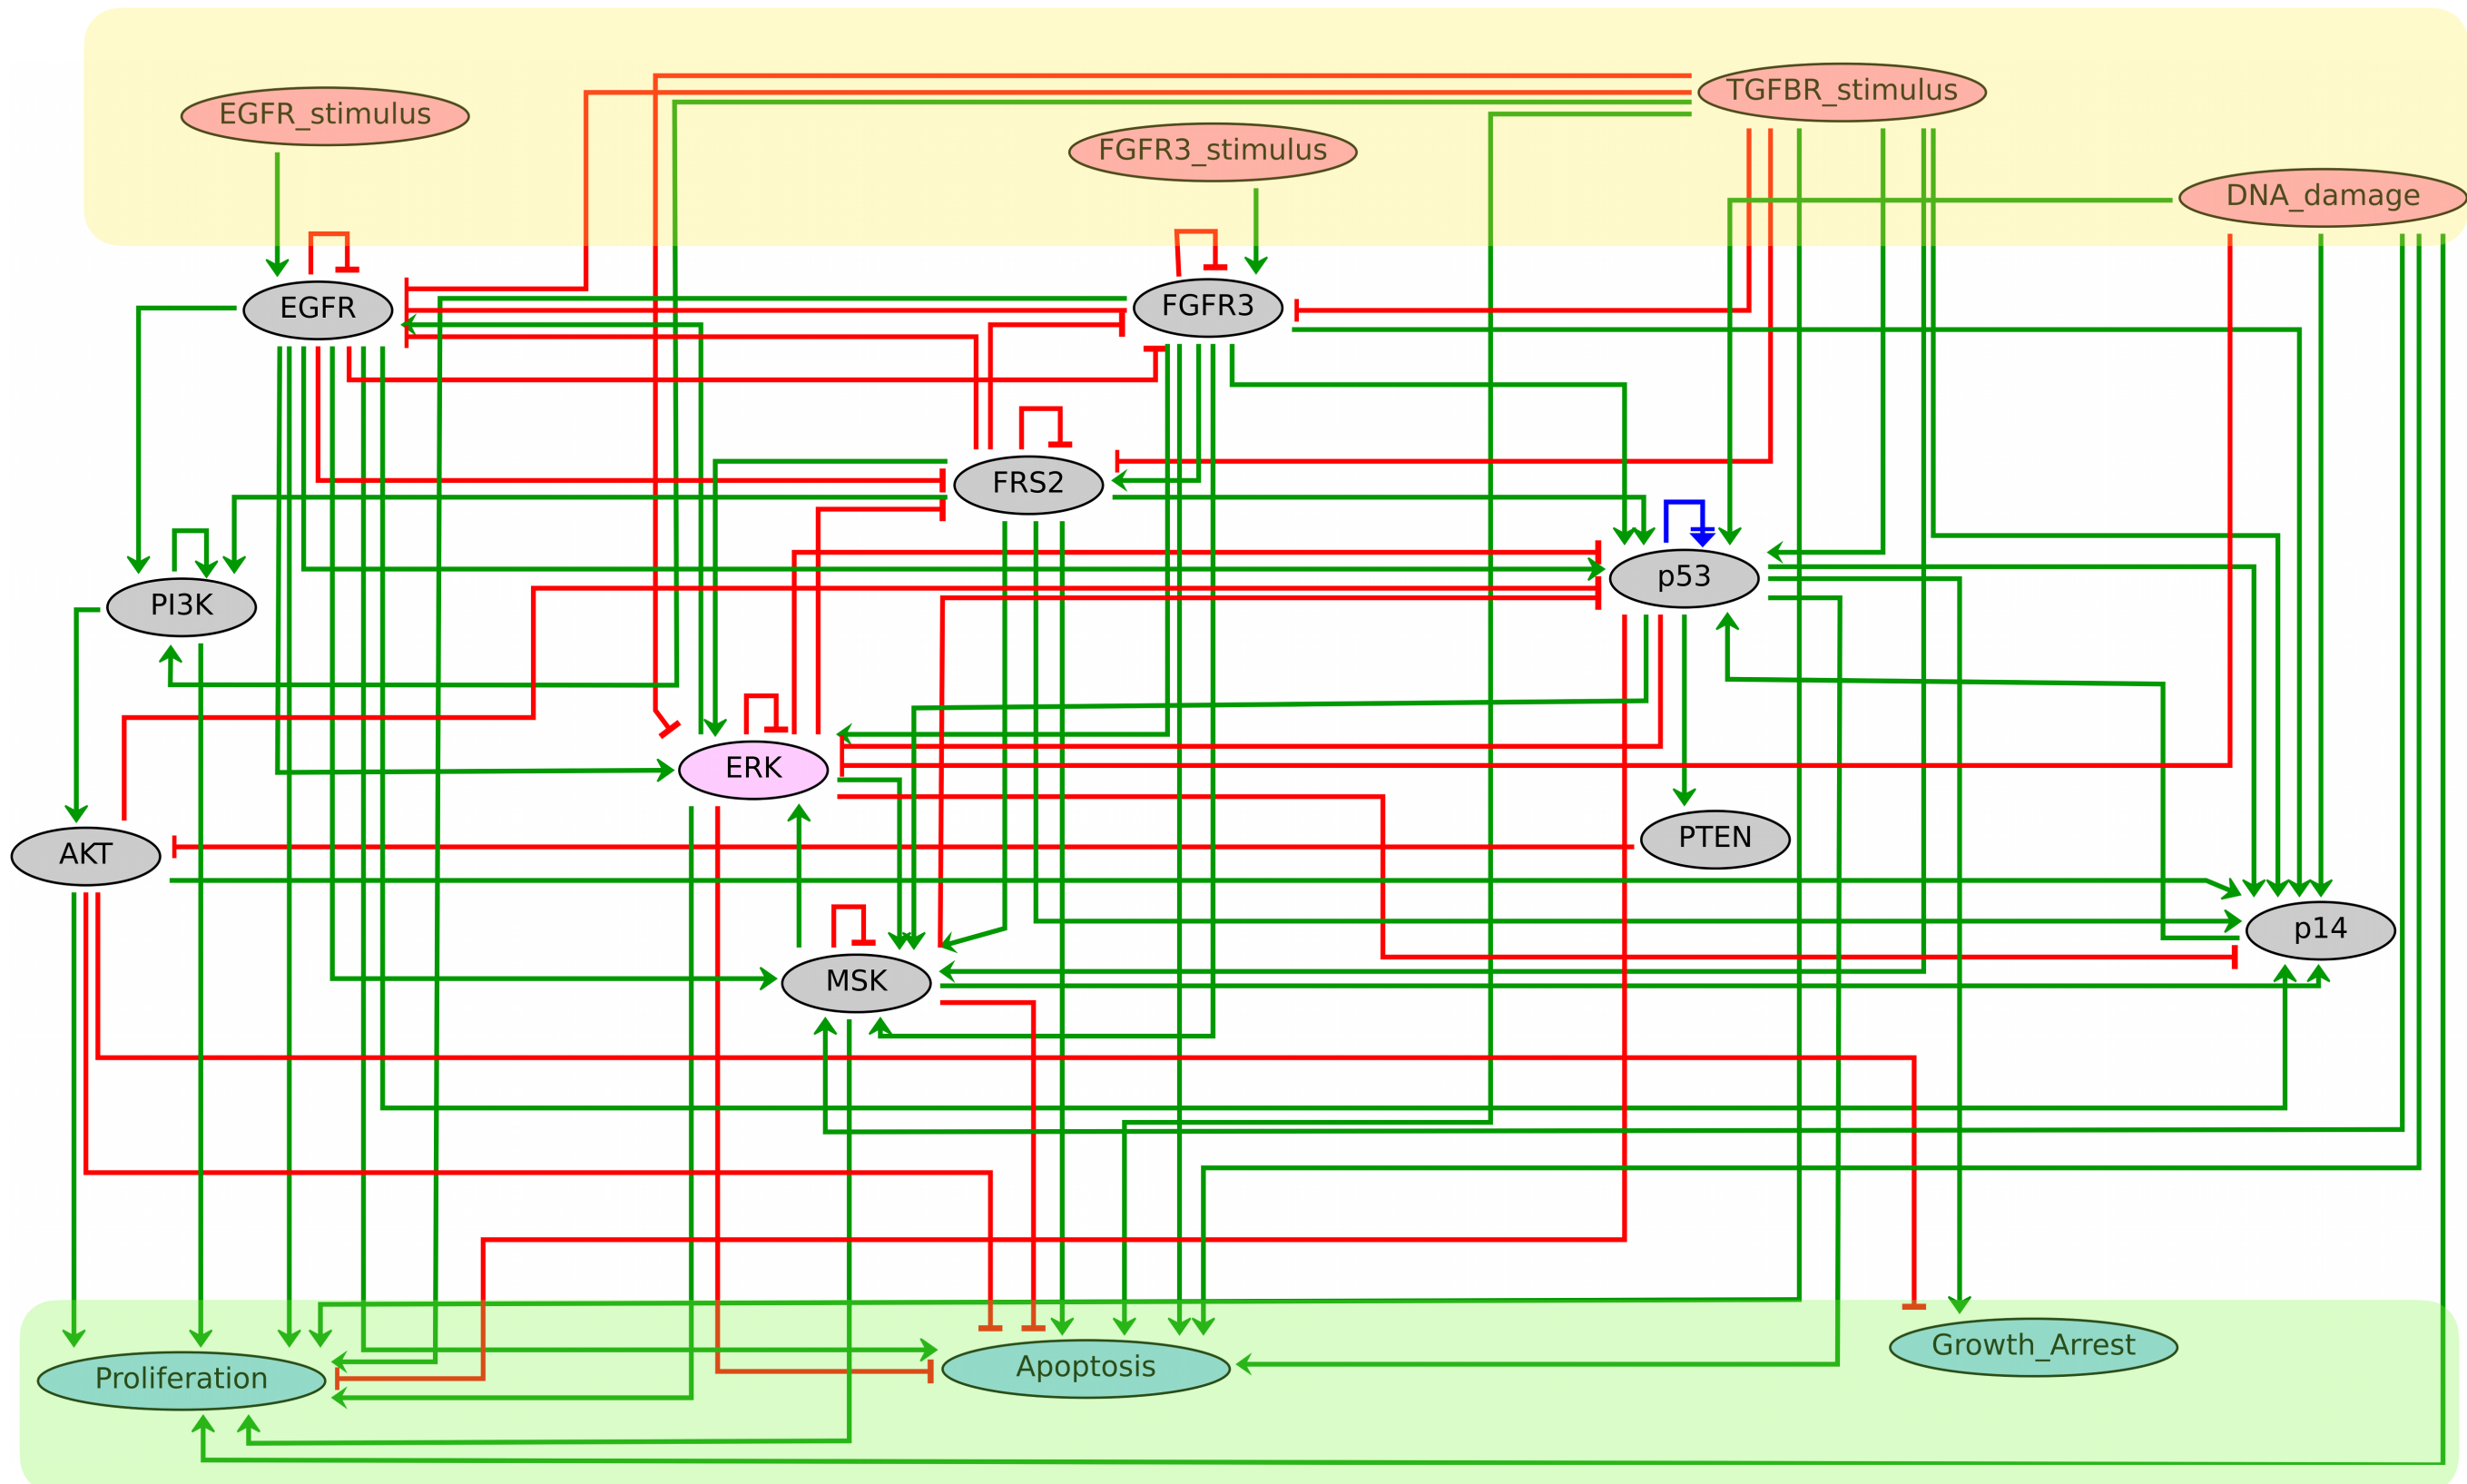 TGFBR_stimulus
EGFR_stimulus
FGFR3_stimulus
DNA_damage
EGFR
FGFR3
FRS2
p53
PI3K
ERK
PTEN
AKT
p14
MSK
Growth_Arrest
Apoptosis
Proliferation